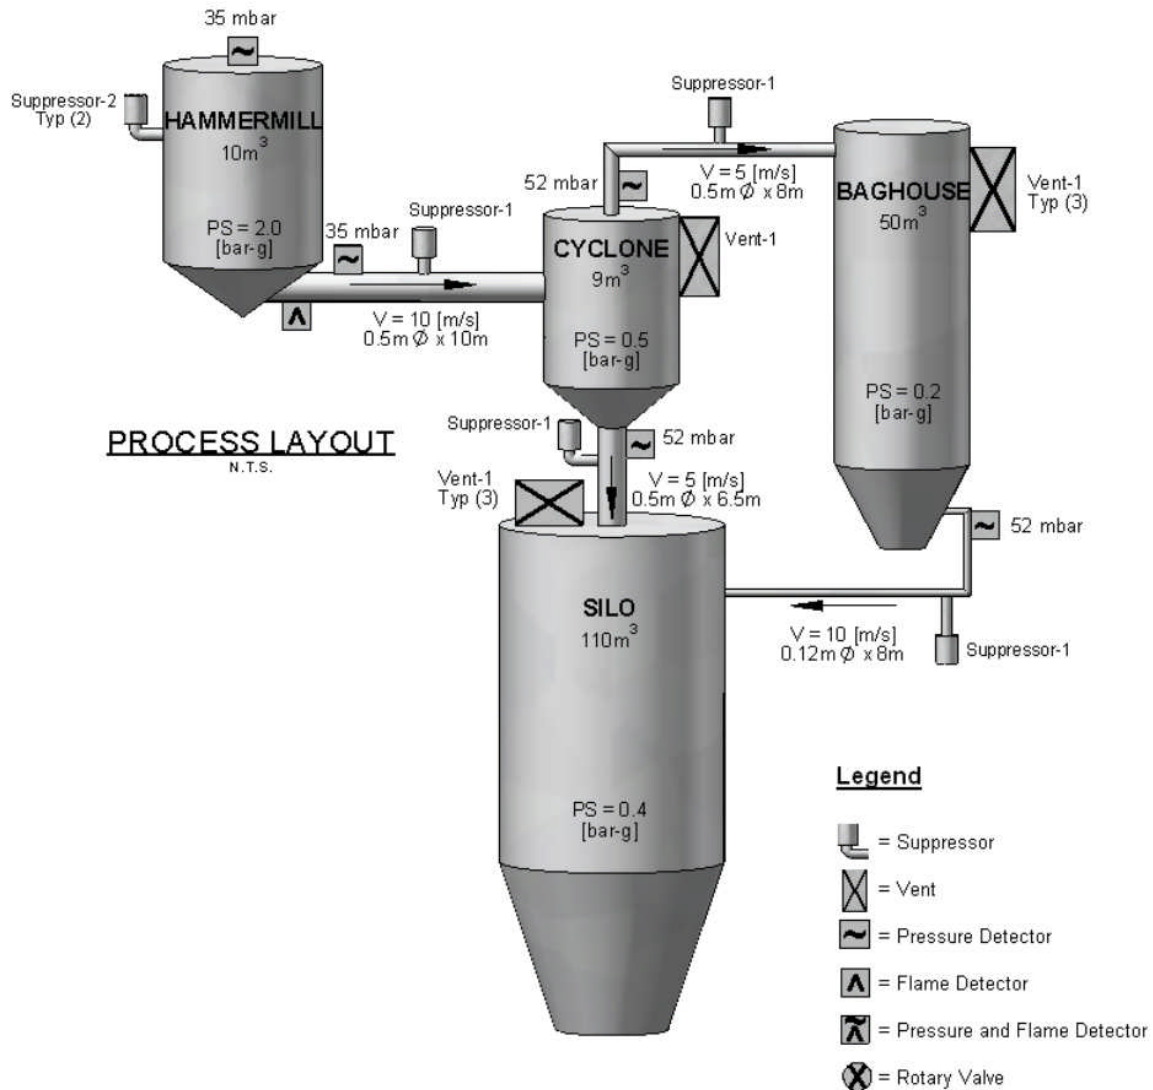 35 mbar
Suppressor-2
Typ (2)
HAMMERMILL
10m³
PS = 2.0
[bar-g]
35 mbar
Suppressor-1
V = 10 [m/s]
0.5m Ø x 10m
Suppressor-1
52 mbar
V = 5 [m/s]
0.5m Ø x 8m
CYCLONE
9m³
PS = 0.5
[bar-g]
Vent-1
BAGHOUSE
50m³
PS = 0.2
[bar-g]
Vent-1
Typ (3)
PROCESS LAYOUT
N.T.S.
Suppressor-1
52 mbar
V = 5 [m/s]
0.5m Ø x 6.5m
Vent-1
Typ (3)
SILO
110m³
PS = 0.4
[bar-g]
52 mbar
V = 10 [m/s]
0.12m Ø x 8m
Suppressor-1
Legend
= Suppressor
= Vent
= Pressure Detector
= Flame Detector
= Pressure and Flame Detector
= Rotary Valve